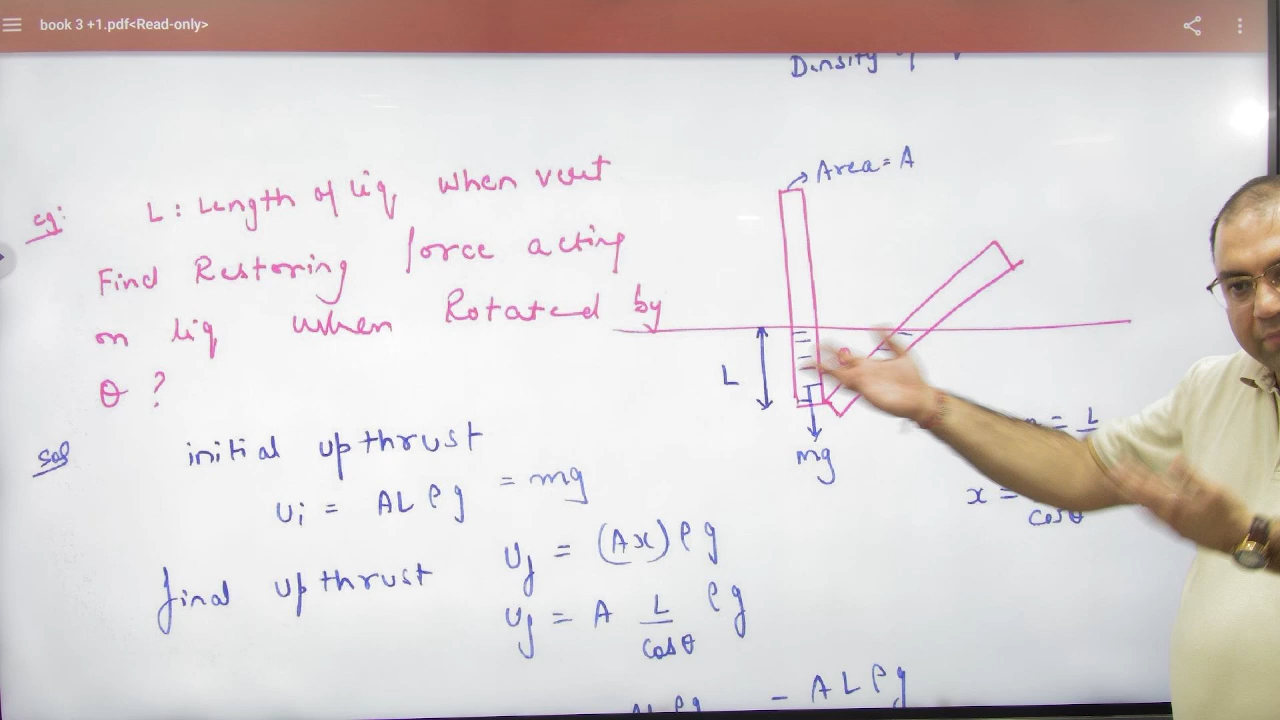 book 3 +1.pdf<Read-only>
Density of
eg: L : Length of liq when vert
Find Restoring force acting
on liq when Rotated by
θ ?
Area = A
L
mg
Sol initial upthrust
Ui = ALρg = mg
final upthrust Uf = (Ax)ρg
Uf = A L/cosθ ρg
= L
x =
cosθ
ALρg - ALρg